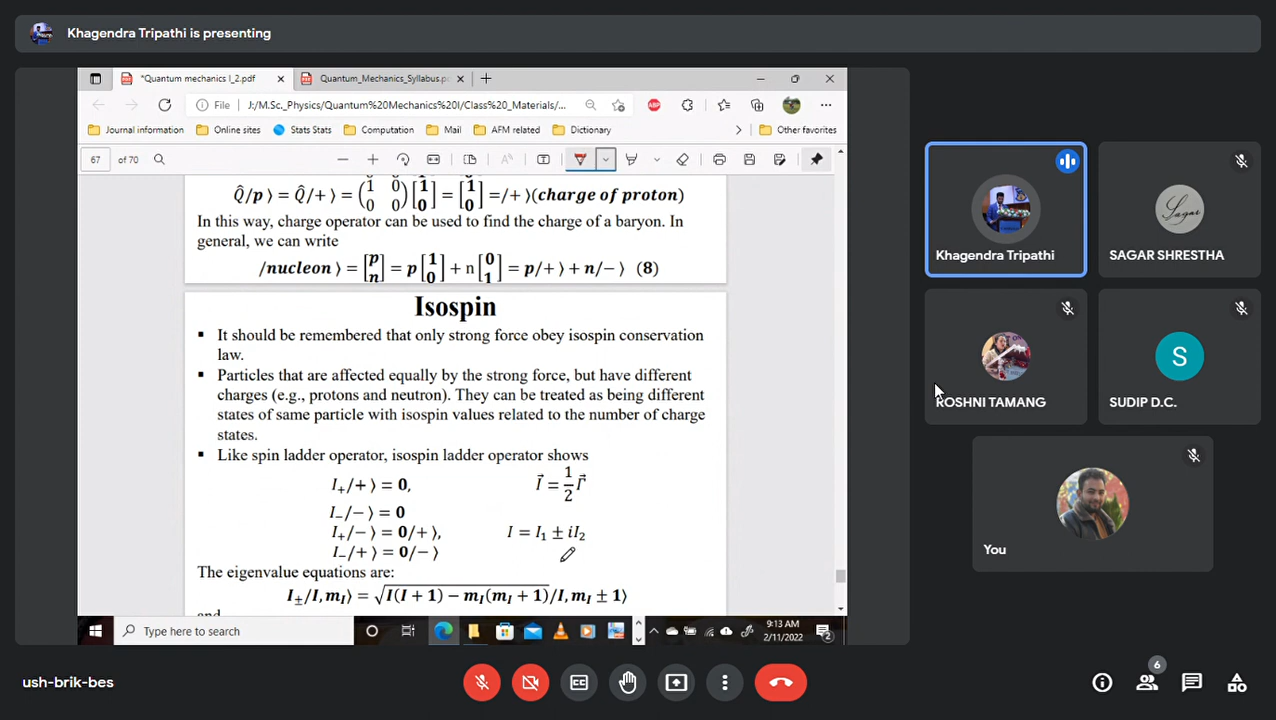 Khagendra Tripathi is presenting
*Quantum mechanics I_2.pdf
Quantum_Mechanics_Syllabus.p
File
J:/M.Sc._Physics/Quantum%20Mechanics%20I/Class%20_Materials/...
ABP
Journal information
Online sites
Stats Stats
Computation
Mail
AFM related
Dictionary
Other favorites
67
of 70
Q̂/p ⟩ = Q̂/+ ⟩ = (1 0 0 0) [1 0] = [1 0] =/+ ⟩(charge of proton)
In this way, charge operator can be used to find the charge of a baryon. In
general, we can write
/nucleon ⟩ = [p n] = p [1 0] + n [0 1] = p/+ ⟩ + n/− ⟩ (8)
Isospin
▪ It should be remembered that only strong force obey isospin conservation
law.
▪ Particles that are affected equally by the strong force, but have different
charges (e.g., protons and neutron). They can be treated as being different
states of same particle with isospin values related to the number of charge
states.
▪ Like spin ladder operator, isospin ladder operator shows
I₊/+ ⟩ = 0,
I⃗ = 1/2 Γ⃗
I₋/− ⟩ = 0
I₊/− ⟩ = 0/+ ⟩,
I = I₁ ± iI₂
I₋/+ ⟩ = 0/− ⟩
The eigenvalue equations are:
I±/I, mI⟩ = √I(I + 1) − mI(mI + 1)/I, mI ± 1⟩
and
Type here to search
9:13 AM
2/11/2022
2
Khagendra Tripathi
Sagar
SAGAR SHRESTHA
ROSHNI TAMANG
S
SUDIP D.C.
You
ush-brik-bes
6